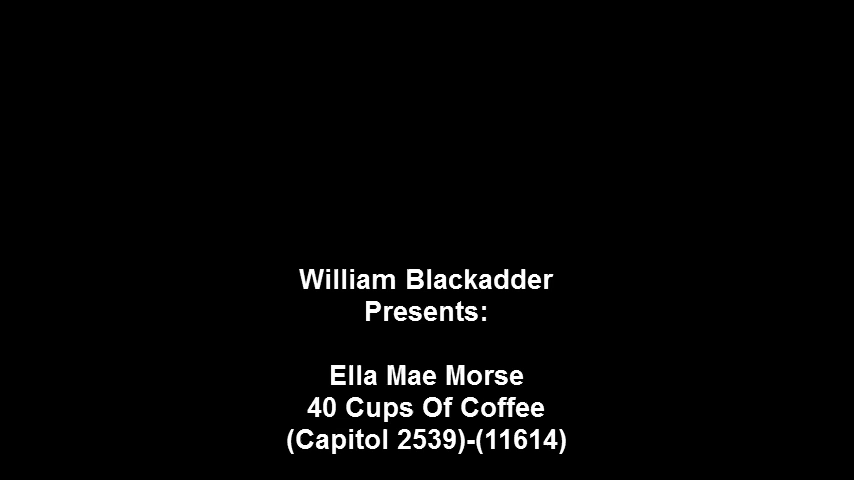 William Blackadder
Presents:
Ella Mae Morse
40 Cups Of Coffee
(Capitol 2539)-(11614)